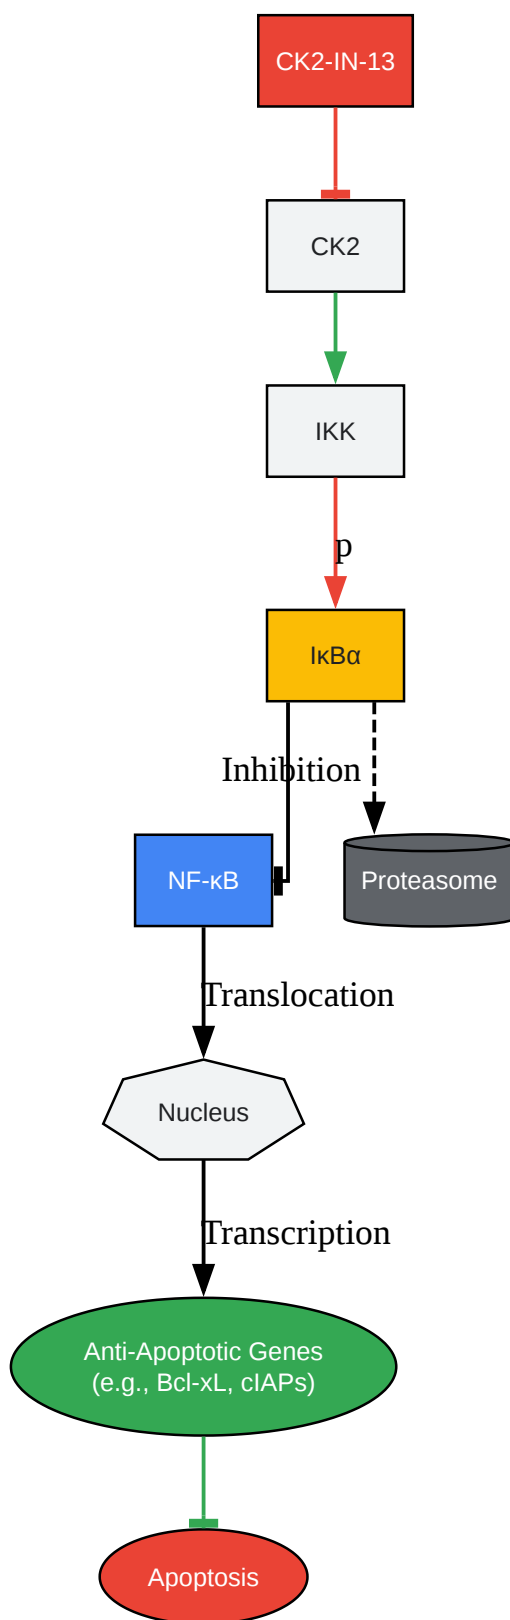 CK2-IN-13
CK2
IKK
p
IκBα
Inhibition
NF-κB
Proteasome
Translocation
Nucleus
Transcription
Anti-Apoptotic Genes
(e.g., Bcl-xL, cIAPs)
Apoptosis